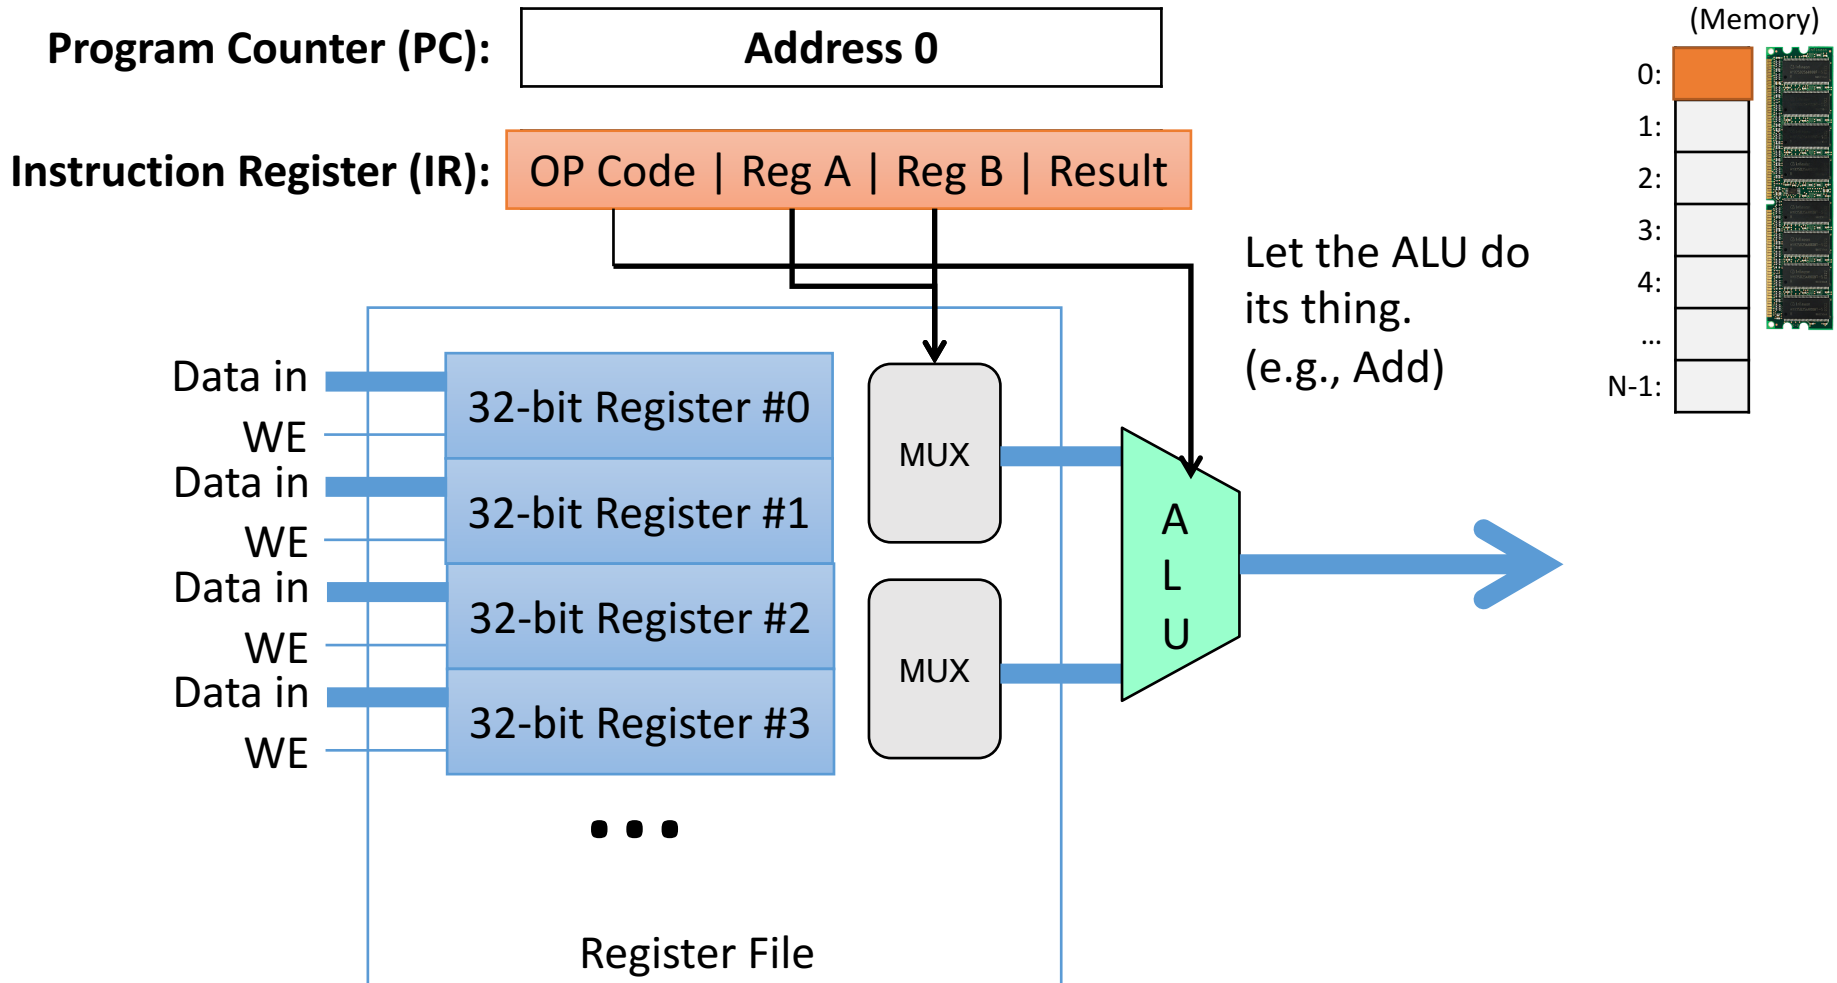 Program Counter (PC):
Address 0
(Memory)
0:
1:
2:
3:
4:
...
N-1:
Instruction Register (IR):
OP Code | Reg A | Reg B | Result
Let the ALU do
its thing.
(e.g., Add)
Data in
WE
Data in
WE
Data in
WE
Data in
WE
32-bit Register #0
32-bit Register #1
32-bit Register #2
32-bit Register #3
...
MUX
MUX
A
L
U
Register File